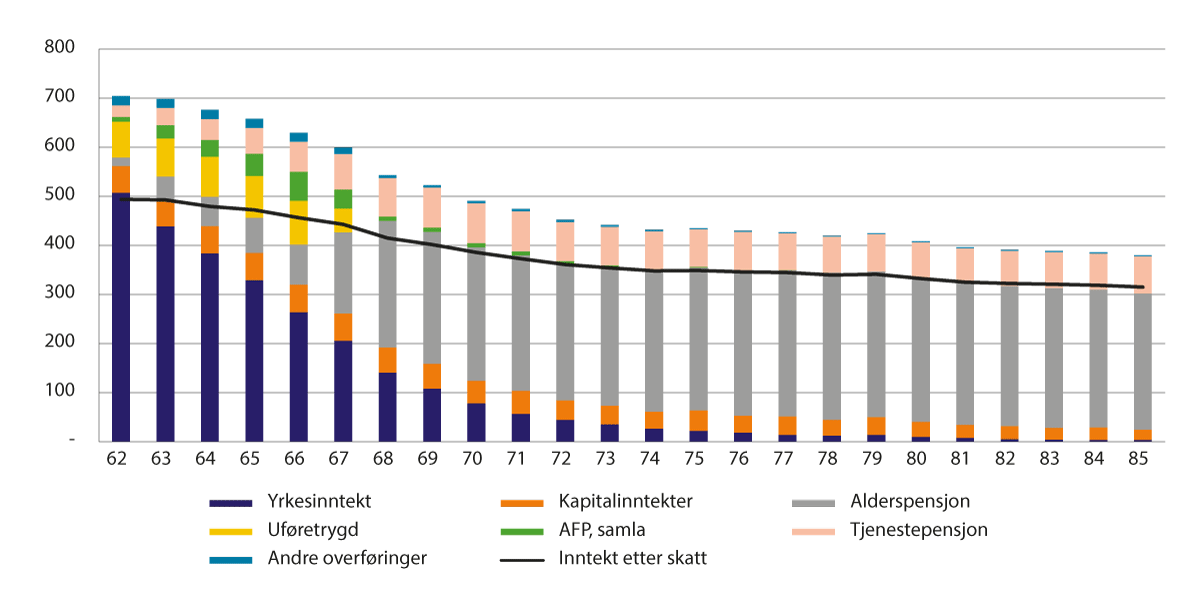 800
700
600
500
400
300
200
100
-
62 63 64 65 66 67 68 69 70 71 72 73 74 75 76 77 78 79 80 81 82 83 84 85
Yrkesinntekt Kapitalinntekter Alderspensjon
Uføretrygd AFP, samla Tjenestepensjon
Andre overføringer Inntekt etter skatt